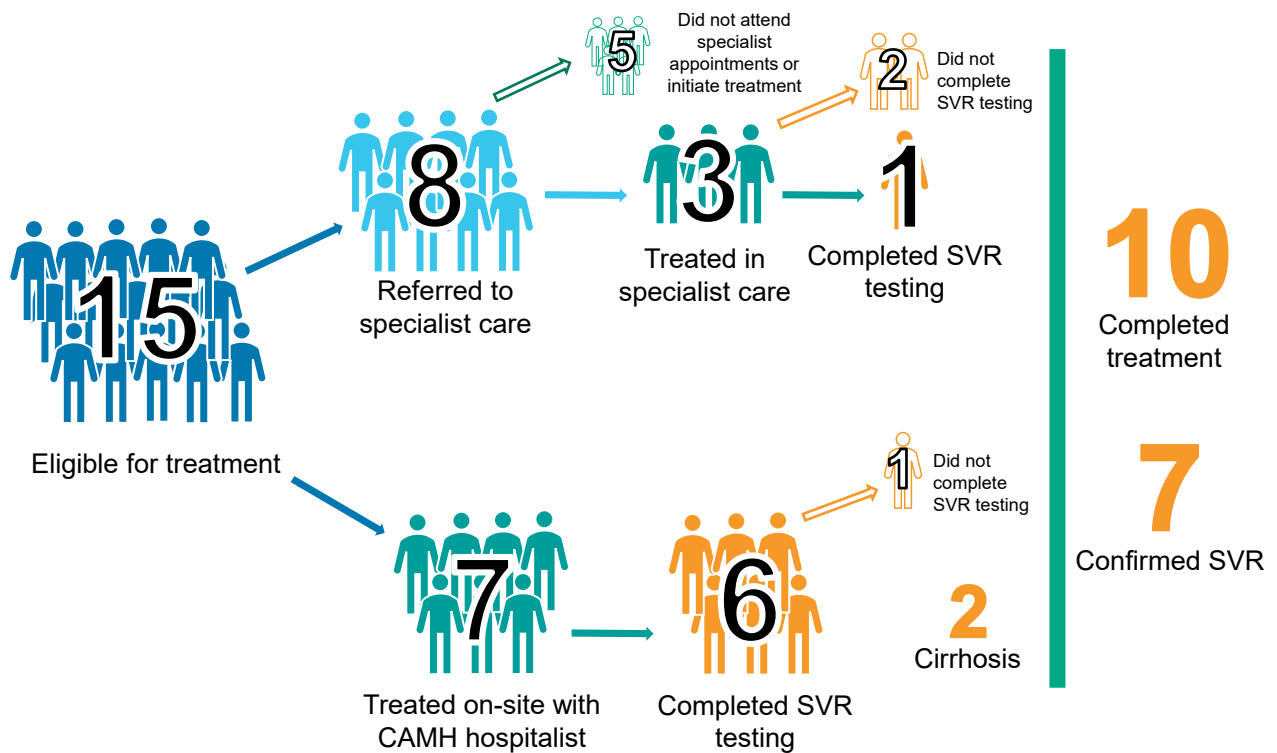 5
Did not attend
specialist
appointments or
initiate treatment
2
Did not
complete
SVR testing
8
Referred to
specialist care
3
Treated in
specialist care
1
Completed SVR
testing
15
Eligible for treatment
10
Completed
treatment
7
Confirmed SVR
1
Did not
complete
SVR testing
7
Treated on-site with
CAMH hospitalist
6
Completed SVR
testing
2
Cirrhosis